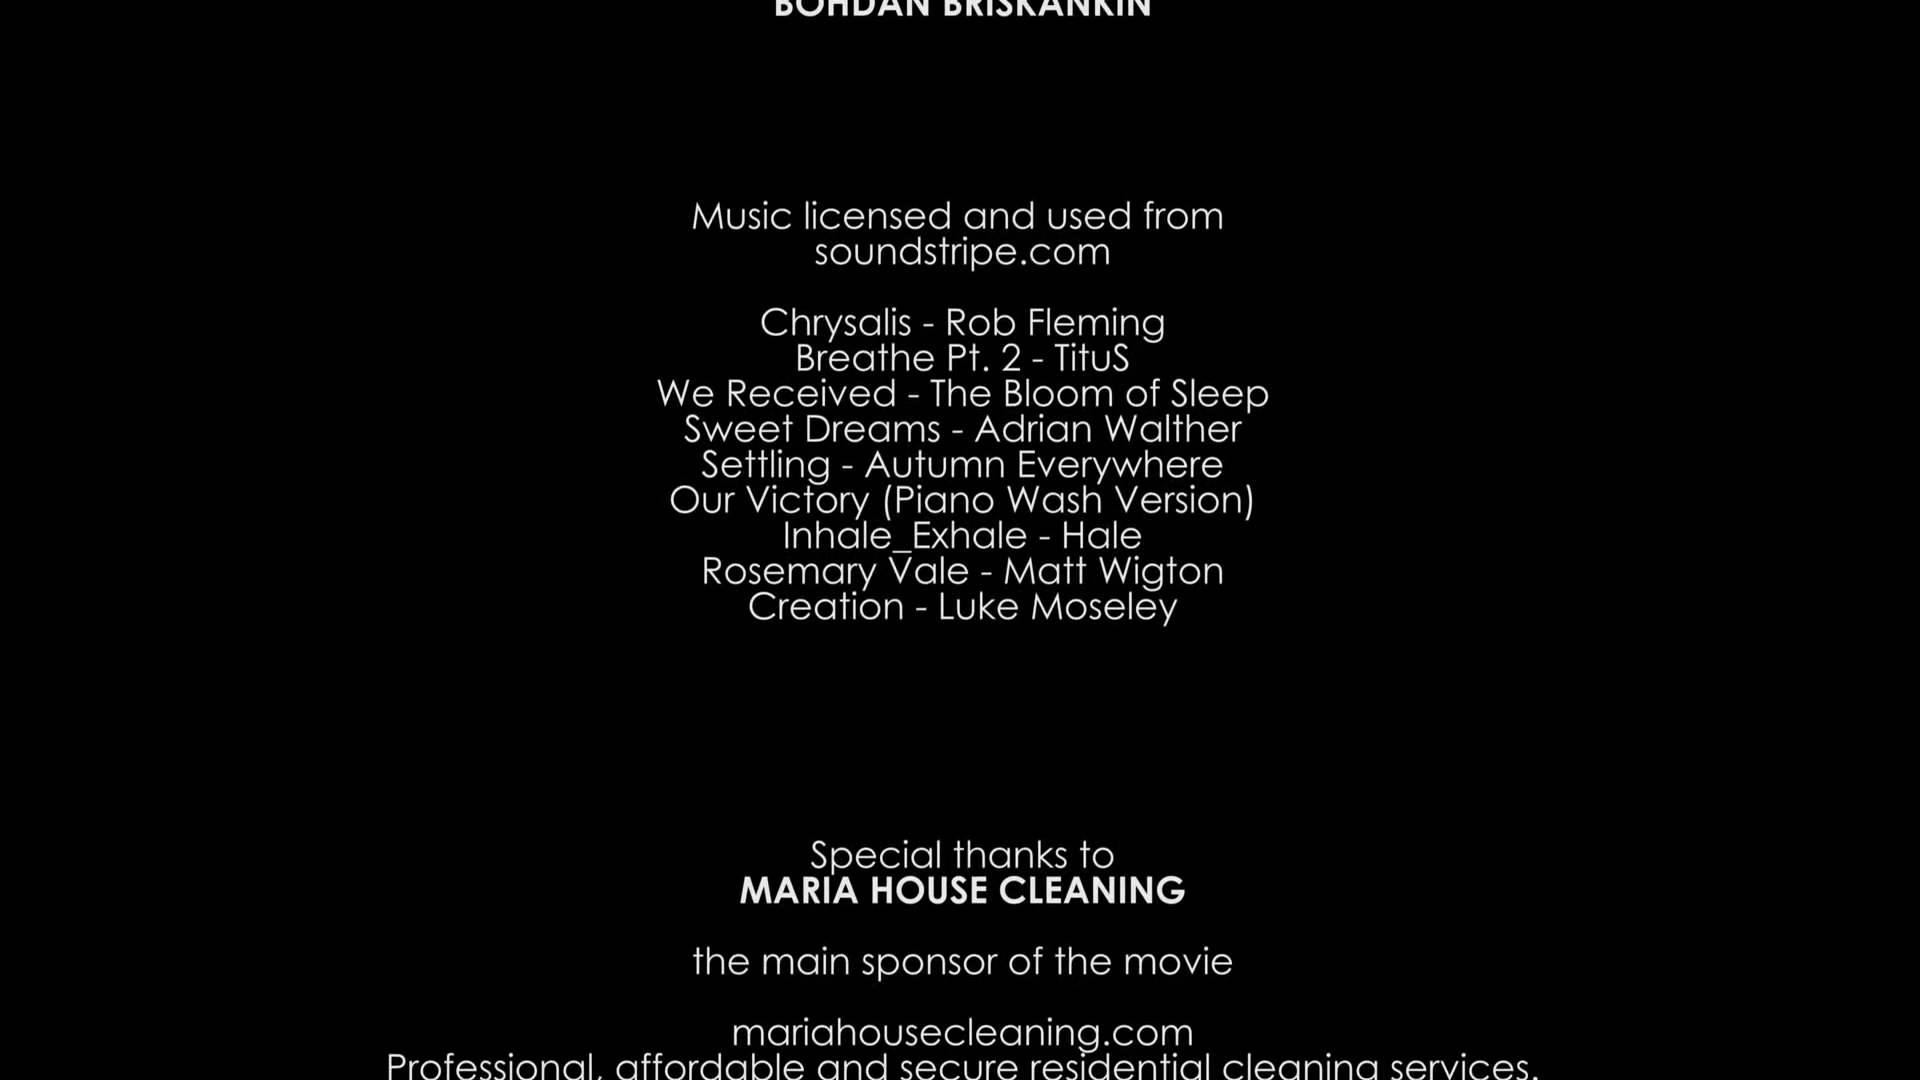 BOHDAN BRISKANKIN
Music licensed and used from
soundstripe.com
Chrysalis - Rob Fleming
Breathe Pt. 2 - TituS
We Received - The Bloom of Sleep
Sweet Dreams - Adrian Walther
Settling - Autumn Everywhere
Our Victory (Piano Wash Version)
Inhale_Exhale - Hale
Rosemary Vale - Matt Wigton
Creation - Luke Moseley
Special thanks to
MARIA HOUSE CLEANING
the main sponsor of the movie
mariahousecleaning.com
Professional, affordable and secure residential cleaning services.